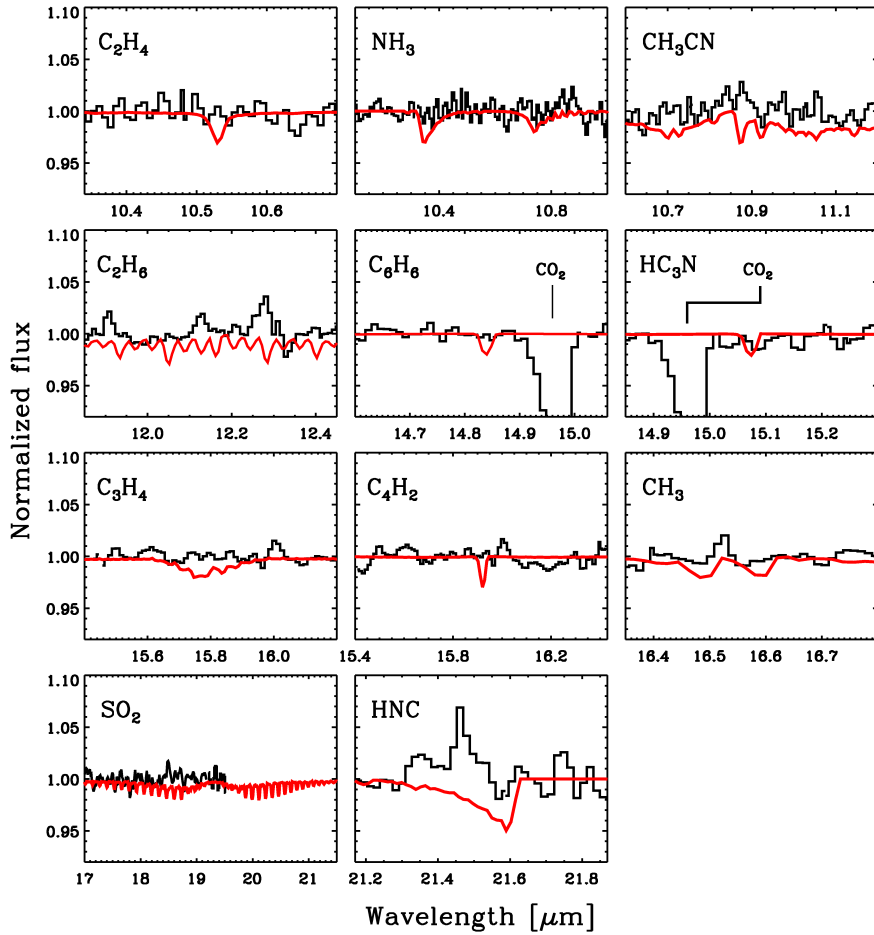 1.10
1.05
1.00
0.95
C₂H₄
10.4 10.5 10.6
NH₃
10.4 10.8
CH₃CN
10.7 10.9 11.1
1.10
1.05
1.00
0.95
C₂H₆
12.0 12.2 12.4
C₆H₆
CO₂
14.7 14.8 14.9 15.0
HC₃N
CO₂
14.9 15.0 15.1 15.2
1.10
1.05
1.00
0.95
C₃H₄
15.6 15.8 16.0
C₄H₂
15.4 15.8 16.2
CH₃
16.4 16.5 16.6 16.7
1.10
1.05
1.00
0.95
SO₂
17 18 19 20 21
HNC
21.2 21.4 21.6 21.8
Normalized flux
Wavelength [μm]